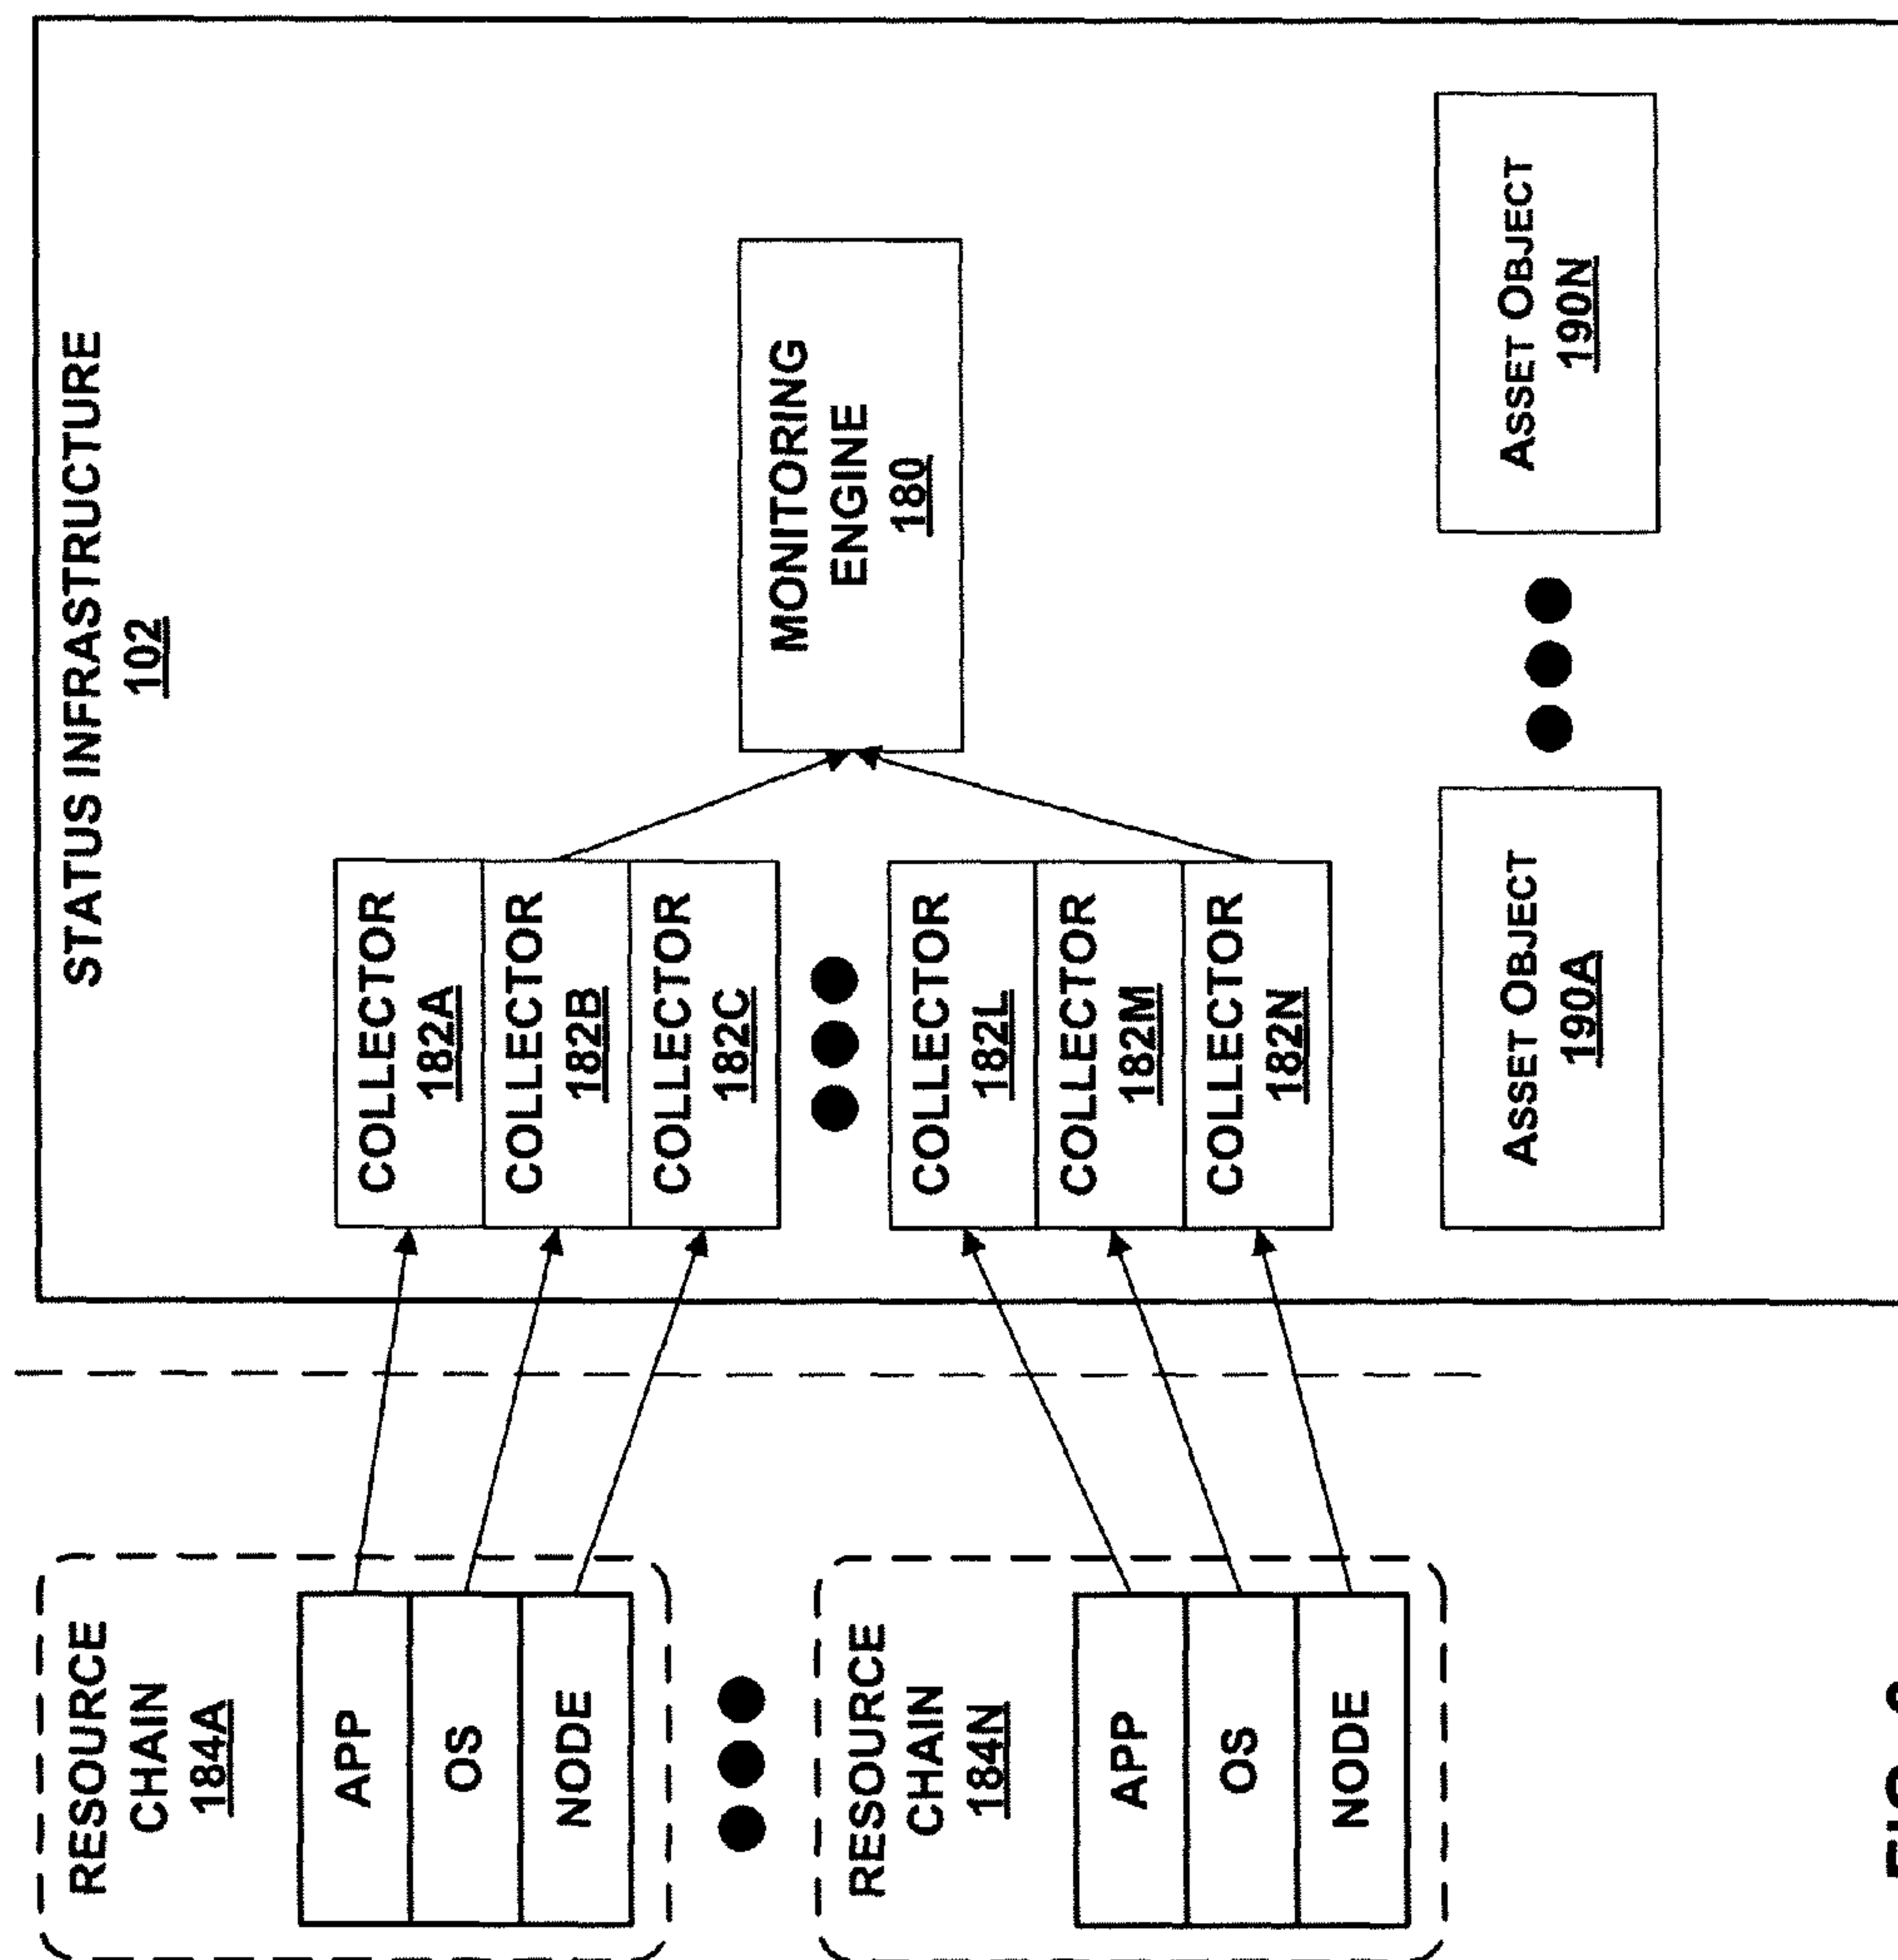 STATUS INFRASTRUCTURE
102
RESOURCE
CHAIN
184A
APP
OS
NODE
RESOURCE
CHAIN
184N
APP
OS
NODE
COLLECTOR
182A
COLLECTOR
182B
COLLECTOR
182C
COLLECTOR
182L
COLLECTOR
182M
COLLECTOR
182N
MONITORING
ENGINE
180
ASSET OBJECT
190A
ASSET OBJECT
190N